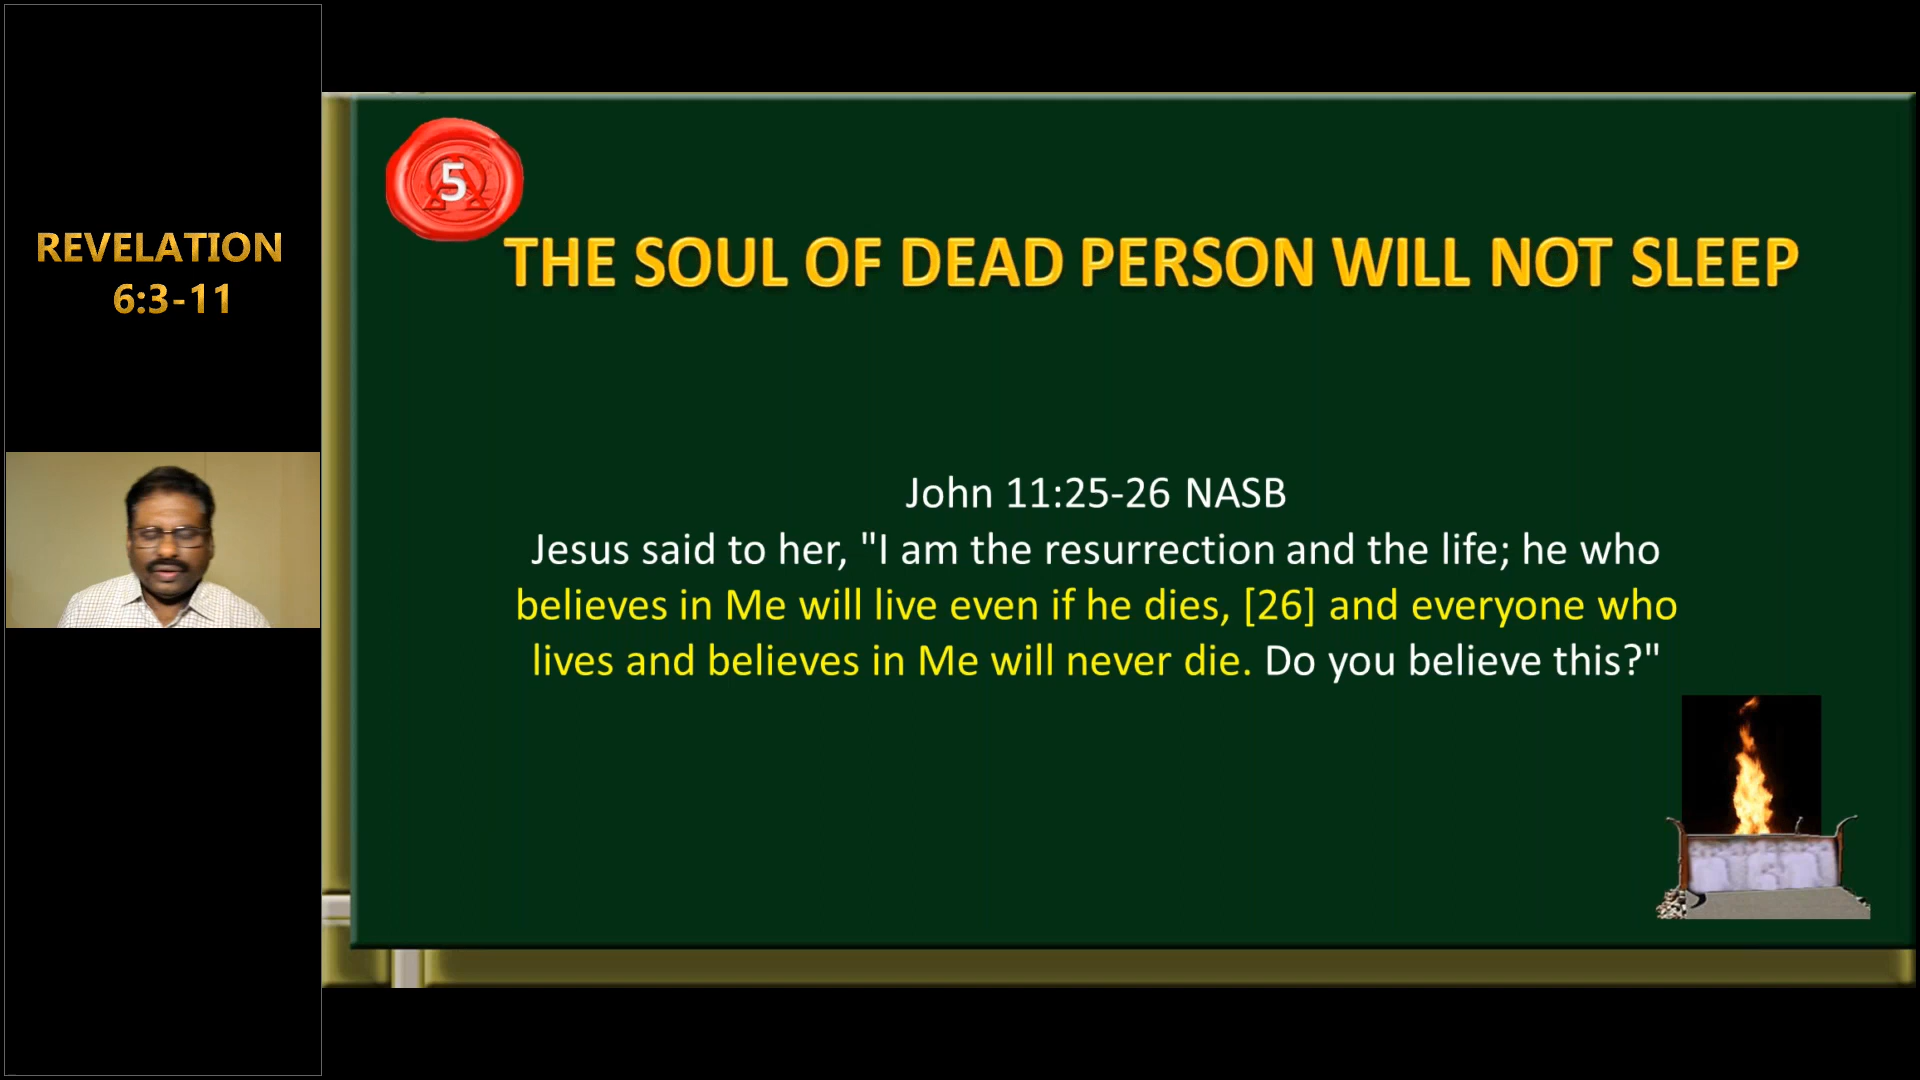 REVELATION
6:3-11
5
THE SOUL OF DEAD PERSON WILL NOT SLEEP
John 11:25-26 NASB
Jesus said to her, "I am the resurrection and the life; he who
believes in Me will live even if he dies, [26] and everyone who
lives and believes in Me will never die. Do you believe this?"